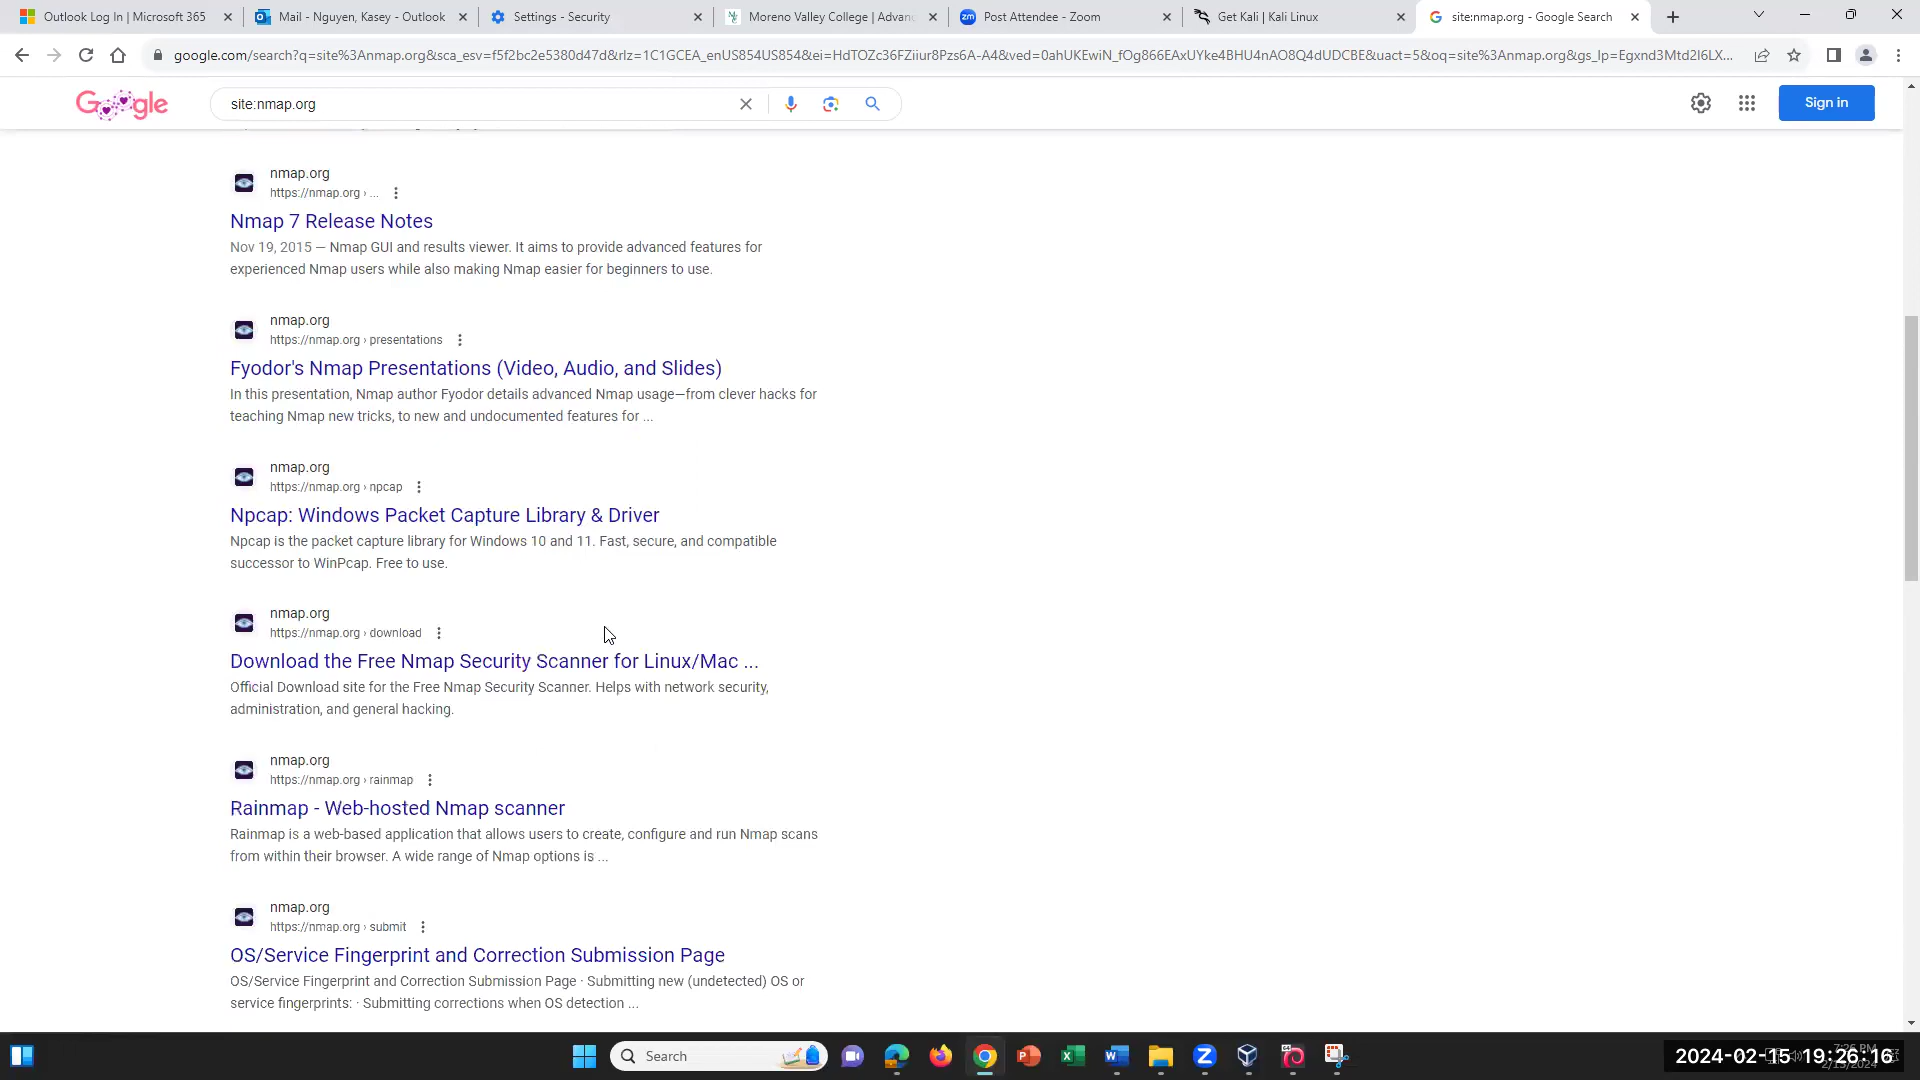 Outlook Log In | Microsoft 365
Mail - Nguyen, Kasey - Outlook
Settings - Security
Moreno Valley College | Advanc
Post Attendee - Zoom
Get Kali | Kali Linux
site:nmap.org - Google Search
google.com/search?q=site%3Anmap.org&sca_esv=f5f2bc2e5380d47d&rlz=1C1GCEA_enUS854US854&ei=HdTOZc36FZiiur8Pzs6A-A4&ved=0ahUKEwiN_fOg866EAxUYke4BHU4nAO8Q4dUDCBE&uact=5&oq=site%3Anmap.org&gs_lp=Egxnd3Mtd2l6LX...
Google
site:nmap.org
Sign in
nmap.org
https://nmap.org › ...
Nmap 7 Release Notes
Nov 19, 2015 — Nmap GUI and results viewer. It aims to provide advanced features for
experienced Nmap users while also making Nmap easier for beginners to use.
nmap.org
https://nmap.org › presentations
Fyodor's Nmap Presentations (Video, Audio, and Slides)
In this presentation, Nmap author Fyodor details advanced Nmap usage—from clever hacks for
teaching Nmap new tricks, to new and undocumented features for ...
nmap.org
https://nmap.org › npcap
Npcap: Windows Packet Capture Library & Driver
Npcap is the packet capture library for Windows 10 and 11. Fast, secure, and compatible
successor to WinPcap. Free to use.
nmap.org
https://nmap.org › download
Download the Free Nmap Security Scanner for Linux/Mac ...
Official Download site for the Free Nmap Security Scanner. Helps with network security,
administration, and general hacking.
nmap.org
https://nmap.org › rainmap
Rainmap - Web-hosted Nmap scanner
Rainmap is a web-based application that allows users to create, configure and run Nmap scans
from within their browser. A wide range of Nmap options is ...
nmap.org
https://nmap.org › submit
OS/Service Fingerprint and Correction Submission Page
OS/Service Fingerprint and Correction Submission Page · Submitting new (undetected) OS or
service fingerprints: · Submitting corrections when OS detection ...
Search
2024-02-15 19:26:16